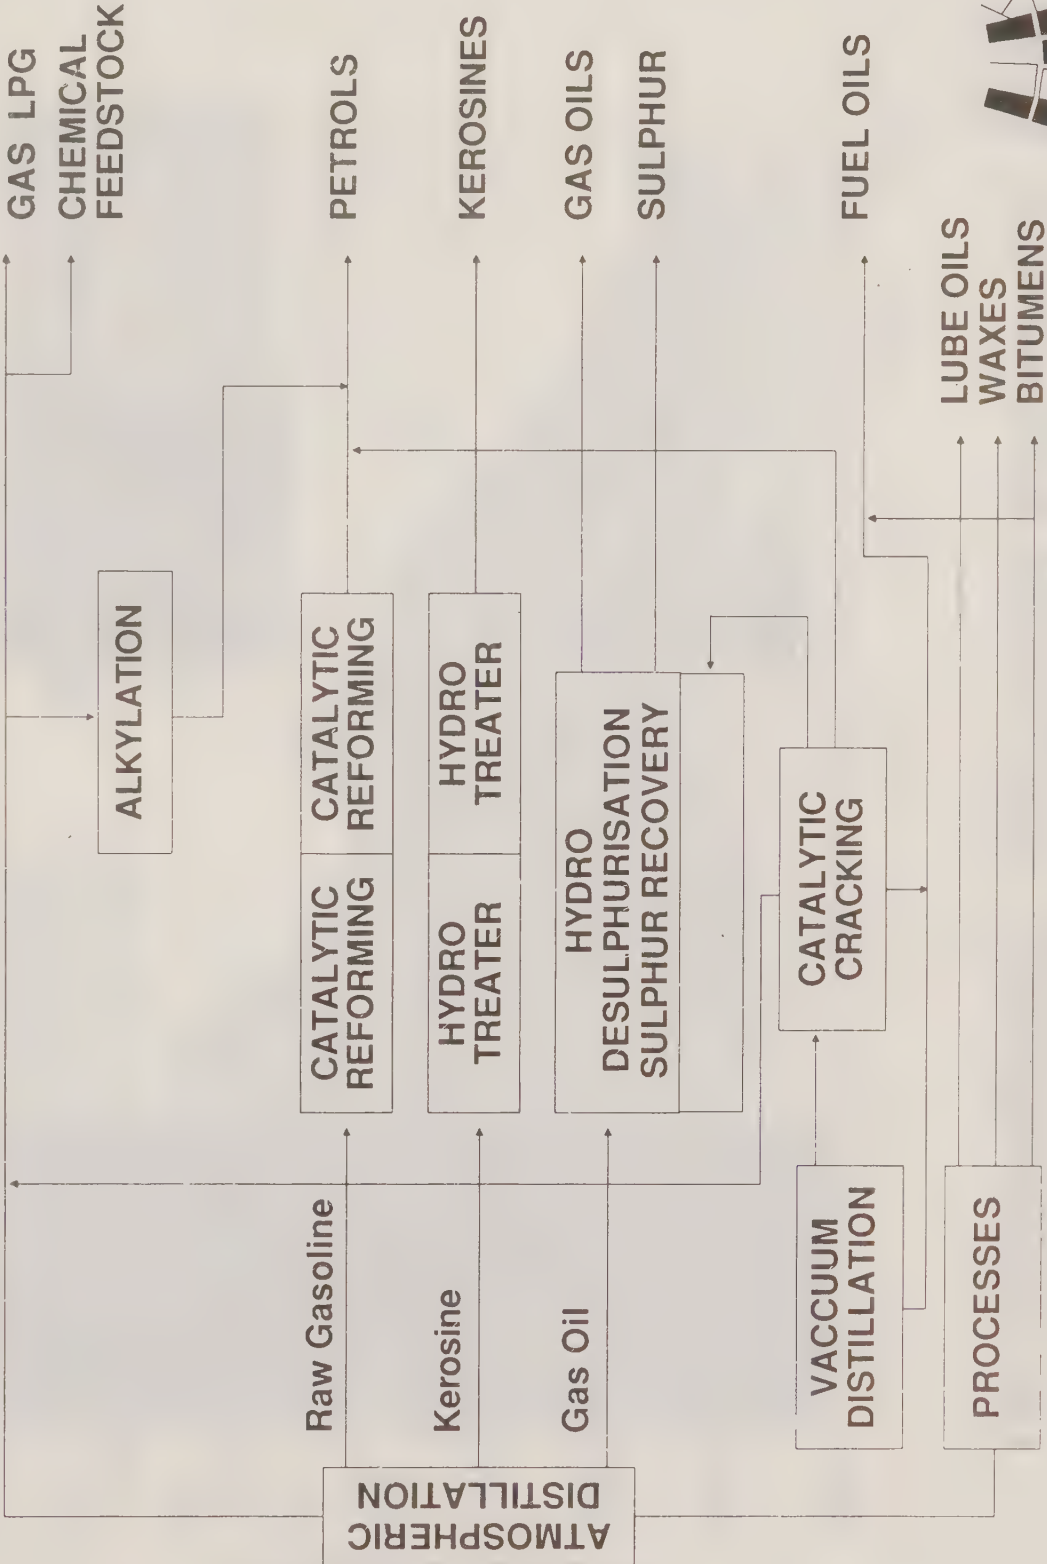 GAS LPG
CHEMICAL
FEEDSTOCK
PETROLS
KEROSINES
GAS OILS
SULPHUR
FUEL OILS
LUBE OILS
WAXES
BITUMENS
ALKYLATION
CATALYTIC
REFORMING
CATALYTIC
REFORMING
HYDRO
TREATER
HYDRO
TREATER
HYDRO
DESULPHURISATION
SULPHUR RECOVERY
CATALYTIC
CRACKING
Raw Gasoline
Kerosine
Gas Oil
VACCUUM
DISTILLATION
PROCESSES
ATMOSPHERIC
DISTILLATION